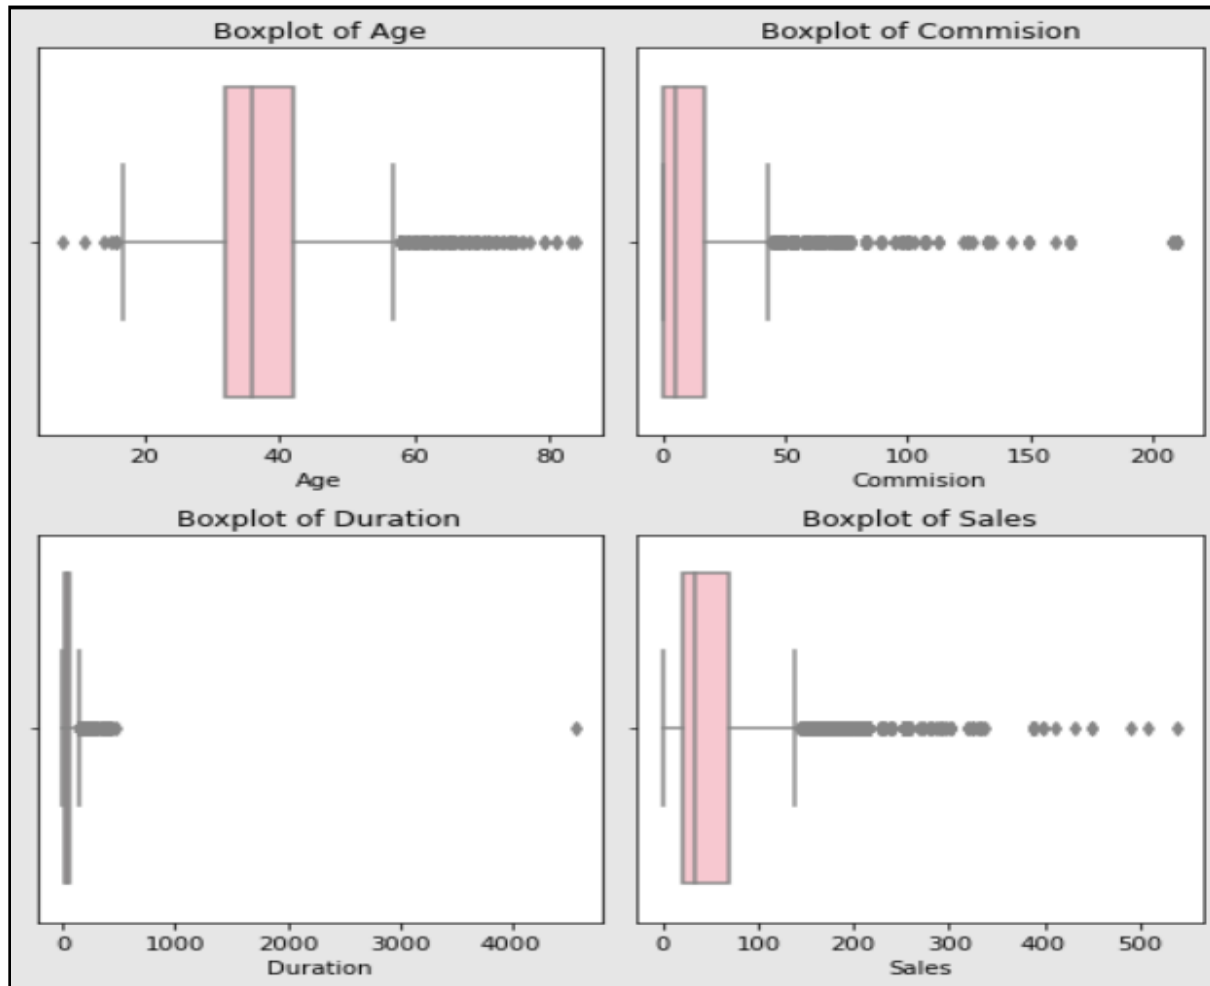 Boxplot of Age
20 40 60 80
Age
Boxplot of Commision
0 50 100 150 200
Commision
Boxplot of Duration
0 1000 2000 3000 4000
Duration
Boxplot of Sales
0 100 200 300 400 500
Sales